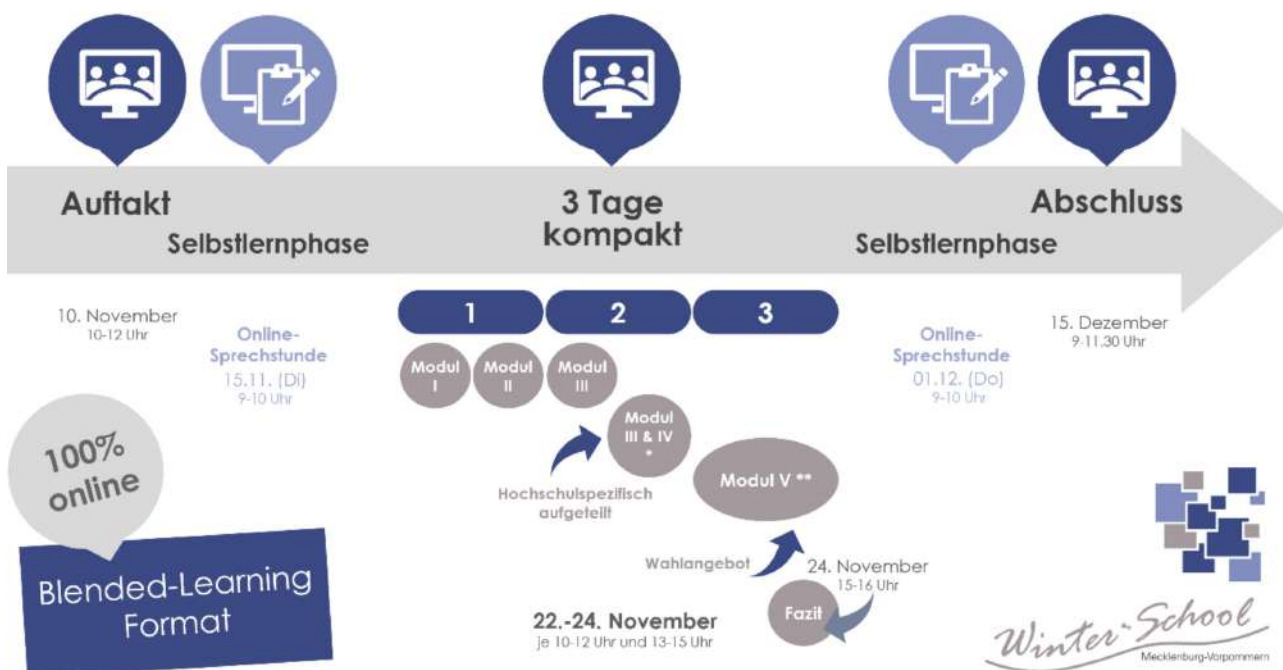 Auftakt
Selbstlernphase
3 Tage
kompakt
Selbstlernphase
Abschluss
10. November
10-12 Uhr
Online-
Sprechstunde
15.11. (Di)
9-10 Uhr
1
2
3
Modul
I
Modul
II
Modul
III
Modul
III & IV
*
Hochschulspezifisch
aufgeteilt
Modul V **
Wahlangebot
24. November
15-16 Uhr
Fazit
22.-24. November
je 10-12 Uhr und 13-15 Uhr
Online-
Sprechstunde
01.12. (Do)
9-10 Uhr
15. Dezember
9-11.30 Uhr
100%
online
Blended-Learning
Format
Winter-School
Mecklenburg-Vorpommern